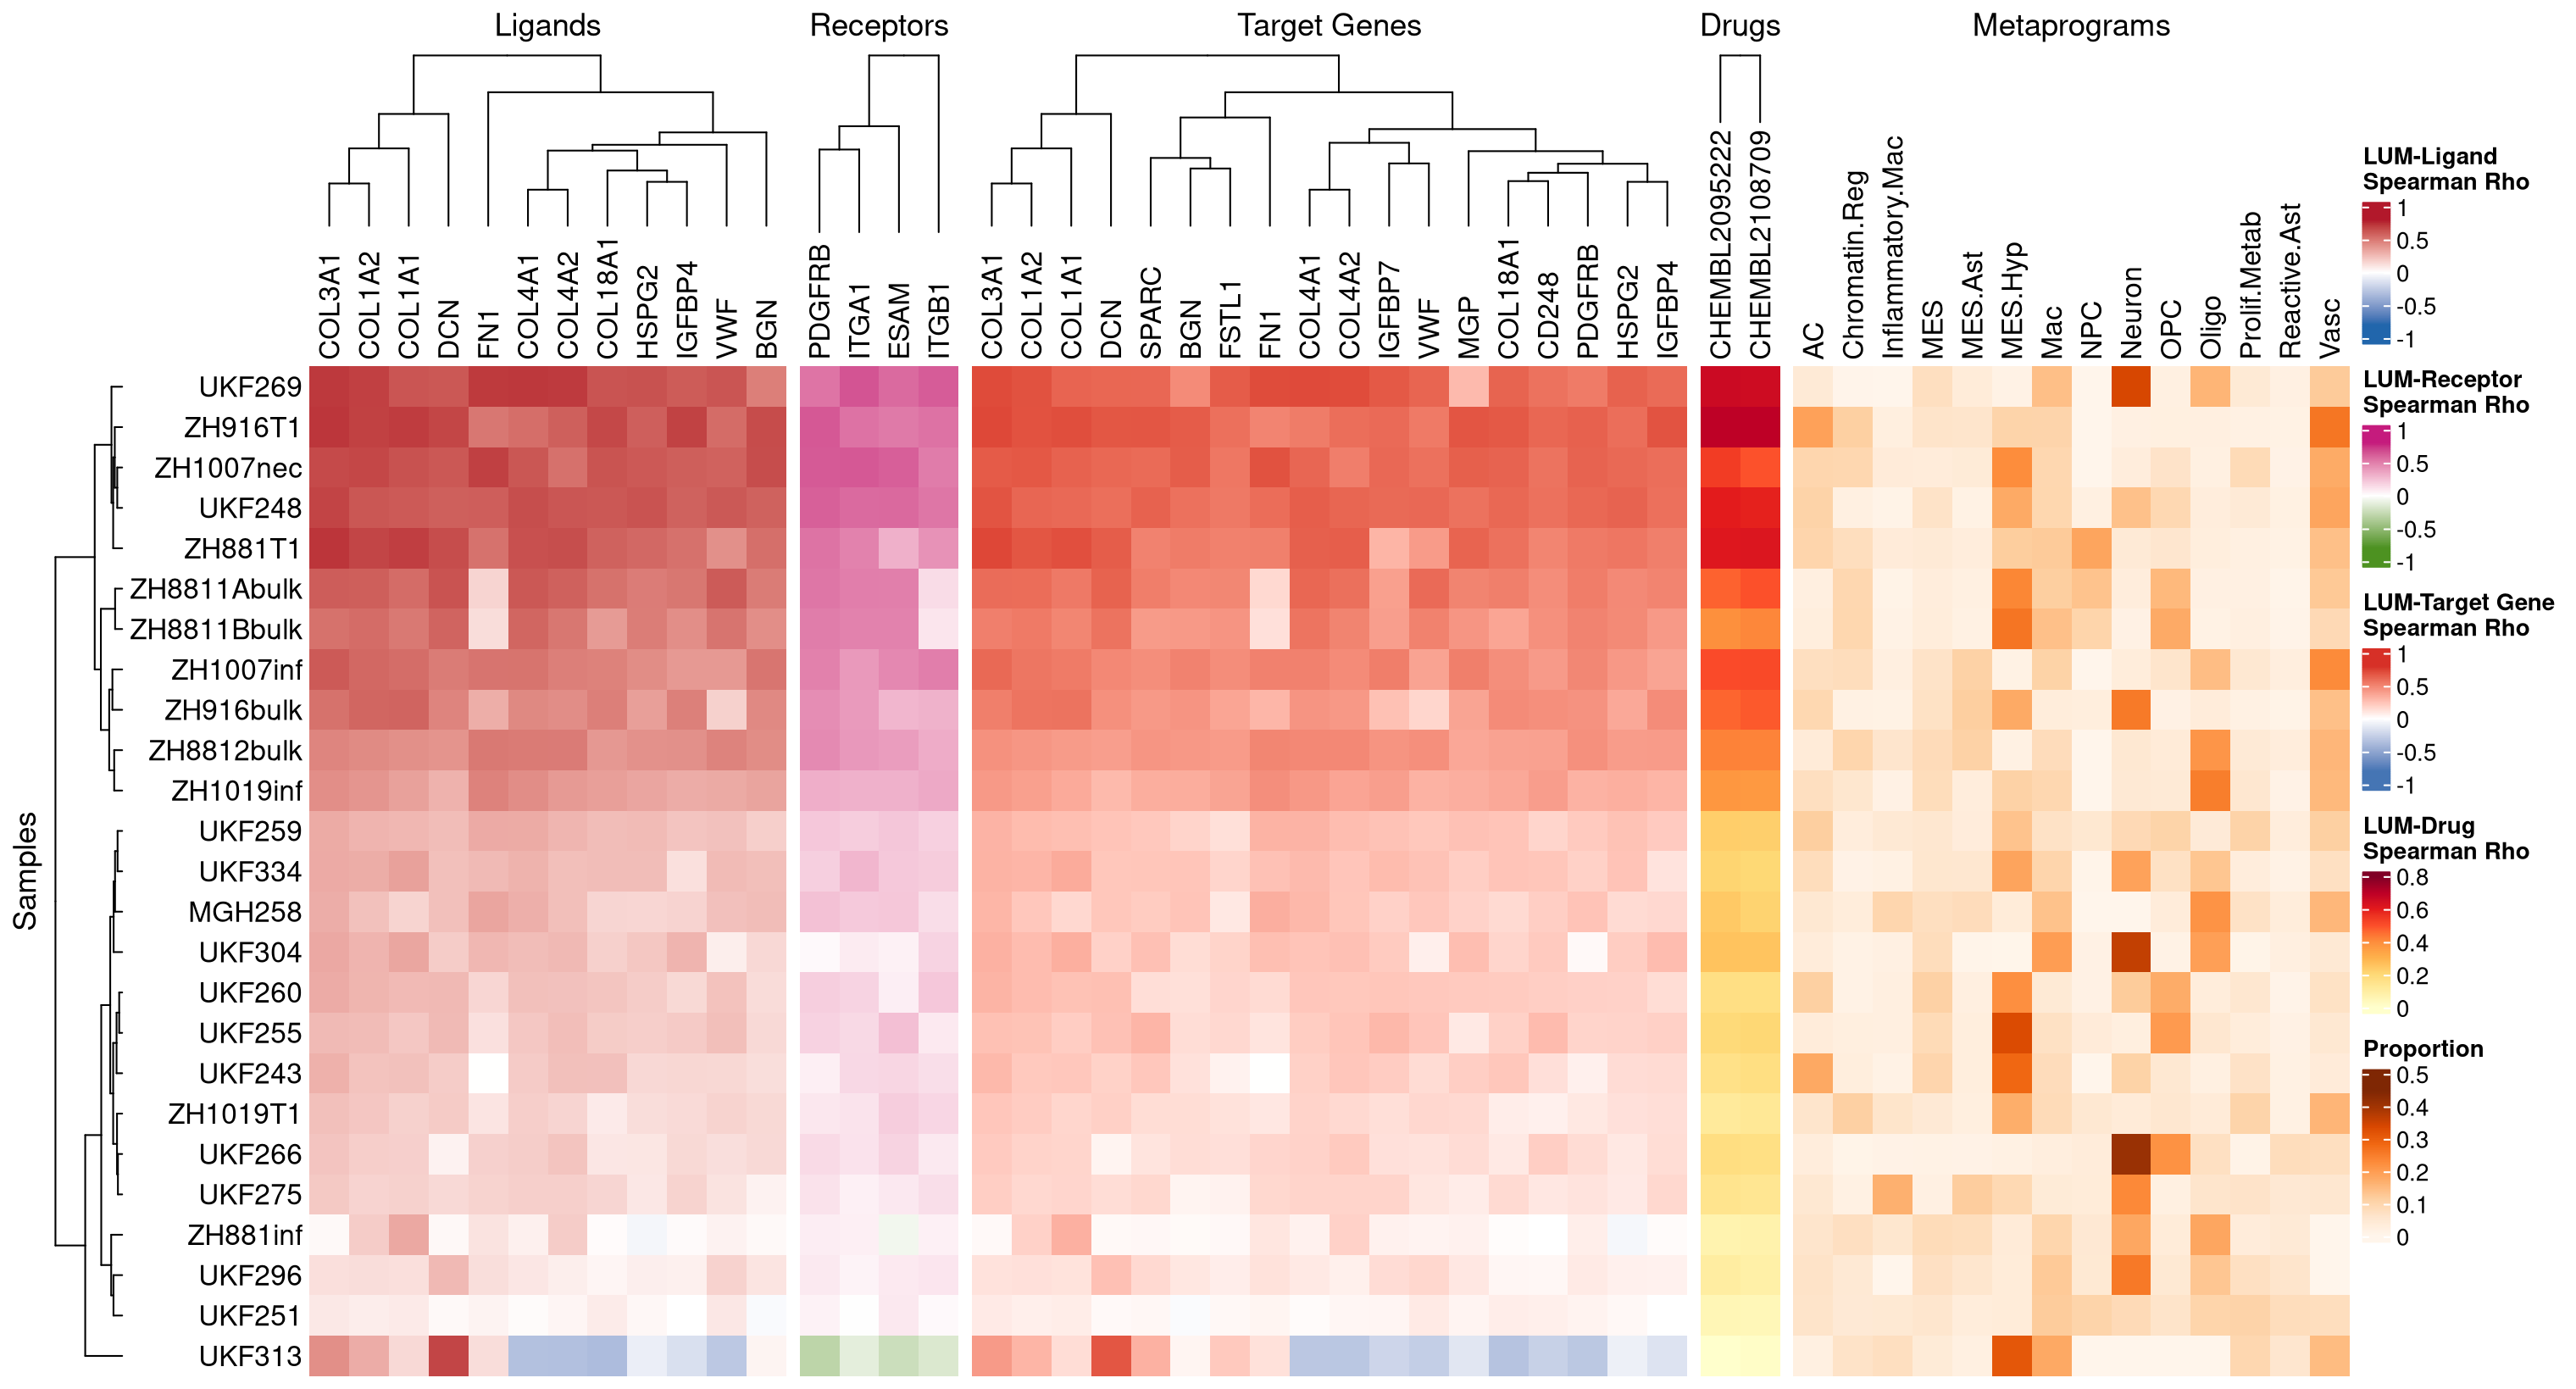 Ligands
Receptors
Target Genes
Drugs
Metaprograms
COL3A1
COL1A2
COL1A1
DCN
FN1
COL4A1
COL4A2
COL18A1
HSPG2
IGFBP4
VWF
BGN
PDGFRB
ITGA1
ESAM
ITGB1
COL3A1
COL1A2
COL1A1
DCN
SPARC
BGN
FSTL1
FN1
COL4A1
COL4A2
IGFBP7
VWF
MGP
COL18A1
CD248
PDGFRB
HSPG2
IGFBP4
CHEMBL2095222
CHEMBL2108709
AC
Chromatin.Reg
Inflammatory.Mac
MES
MES.Ast
MES.Hyp
Mac
NPC
Neuron
OPC
Oligo
Prolif.Metab
Reactive.Ast
Vasc
Samples
UKF269
ZH916T1
ZH1007nec
UKF248
ZH881T1
ZH8811Abulk
ZH8811Bbulk
ZH1007inf
ZH916bulk
ZH8812bulk
ZH1019inf
UKF259
UKF334
MGH258
UKF304
UKF260
UKF255
UKF243
ZH1019T1
UKF266
UKF275
ZH881inf
UKF296
UKF251
UKF313
LUM-Ligand
Spearman Rho
1
0.5
0
-0.5
-1
LUM-Receptor
Spearman Rho
1
0.5
0
-0.5
-1
LUM-Target Gene
Spearman Rho
1
0.5
0
-0.5
-1
LUM-Drug
Spearman Rho
0.8
0.6
0.4
0.2
0
Proportion
0.5
0.4
0.3
0.2
0.1
0